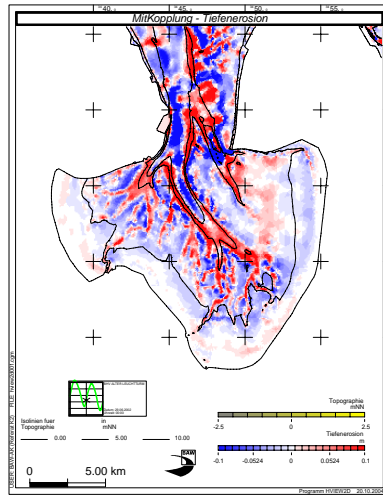 MitKopplung - Tiefenerosion
40.
45.
50.
55.
Isolinien fuer
Topographie
m
mNN
0.00
5.00
10.00
0
5.00 km
BAW
Topographie
mNN
-2.5
0
2.5
Tiefenerosion
m
-0.1
-0.0524
0
0.0524
0.1
Programm HVIEW2D 20.10.2004